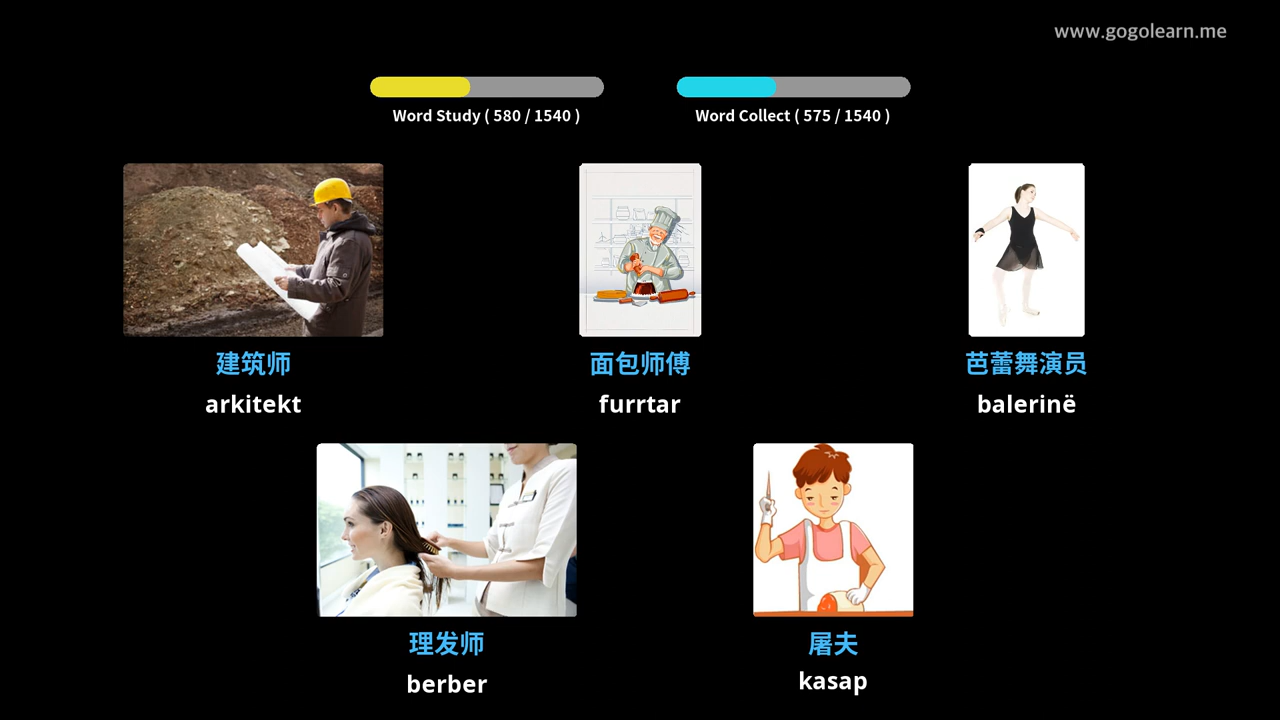 www.gogolearn.me
Word Study ( 580 / 1540 )
Word Collect ( 575 / 1540 )
建筑师
arkitekt
面包师傅
furrtar
芭蕾舞演员
balerinë
理发师
berber
屠夫
kasap